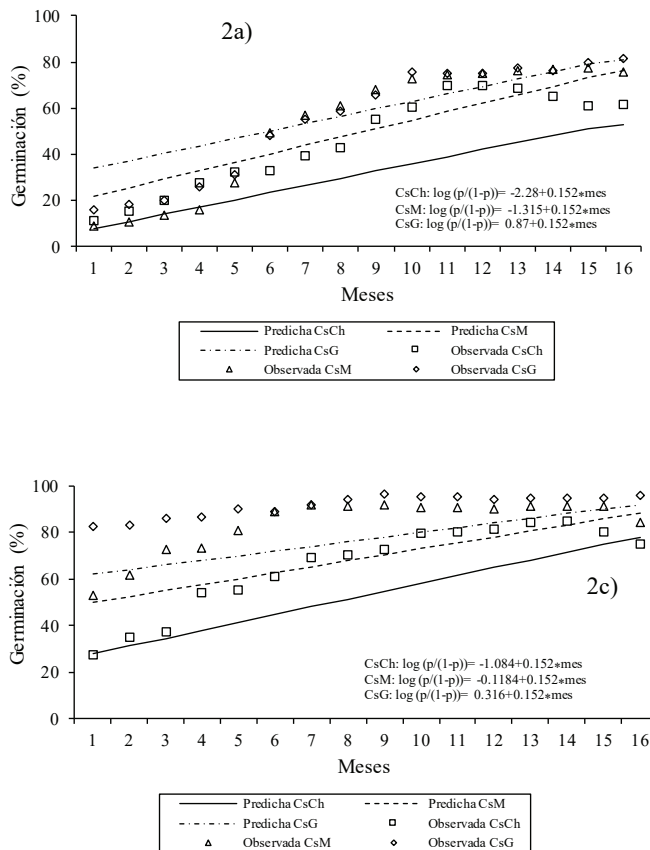 2a)
Germinación (%)
100
80
60
40
20
0
CsCh: log (p/(1-p))= -2.28+0.152*mes
CsM: log (p/(1-p))= -1.315+0.152*mes
CsG: log (p/(1-p))= 0.87+0.152*mes
1 2 3 4 5 6 7 8 9 10 11 12 13 14 15 16
Meses
Predicha CsCh Predicha CsM
Predicha CsG Observada CsCh
Observada CsM Observada CsG
2c)
Germinación (%)
100
80
60
40
20
0
CsCh: log (p/(1-p))= -1.084+0.152*mes
CsM: log (p/(1-p))= -0.1184+0.152*mes
CsG: log (p/(1-p))= 0.316+0.152*mes
1 2 3 4 5 6 7 8 9 10 11 12 13 14 15 16
Meses
Predicha CsCh Predicha CsM
Predicha CsG Observada CsCh
Observada CsM Observada CsG